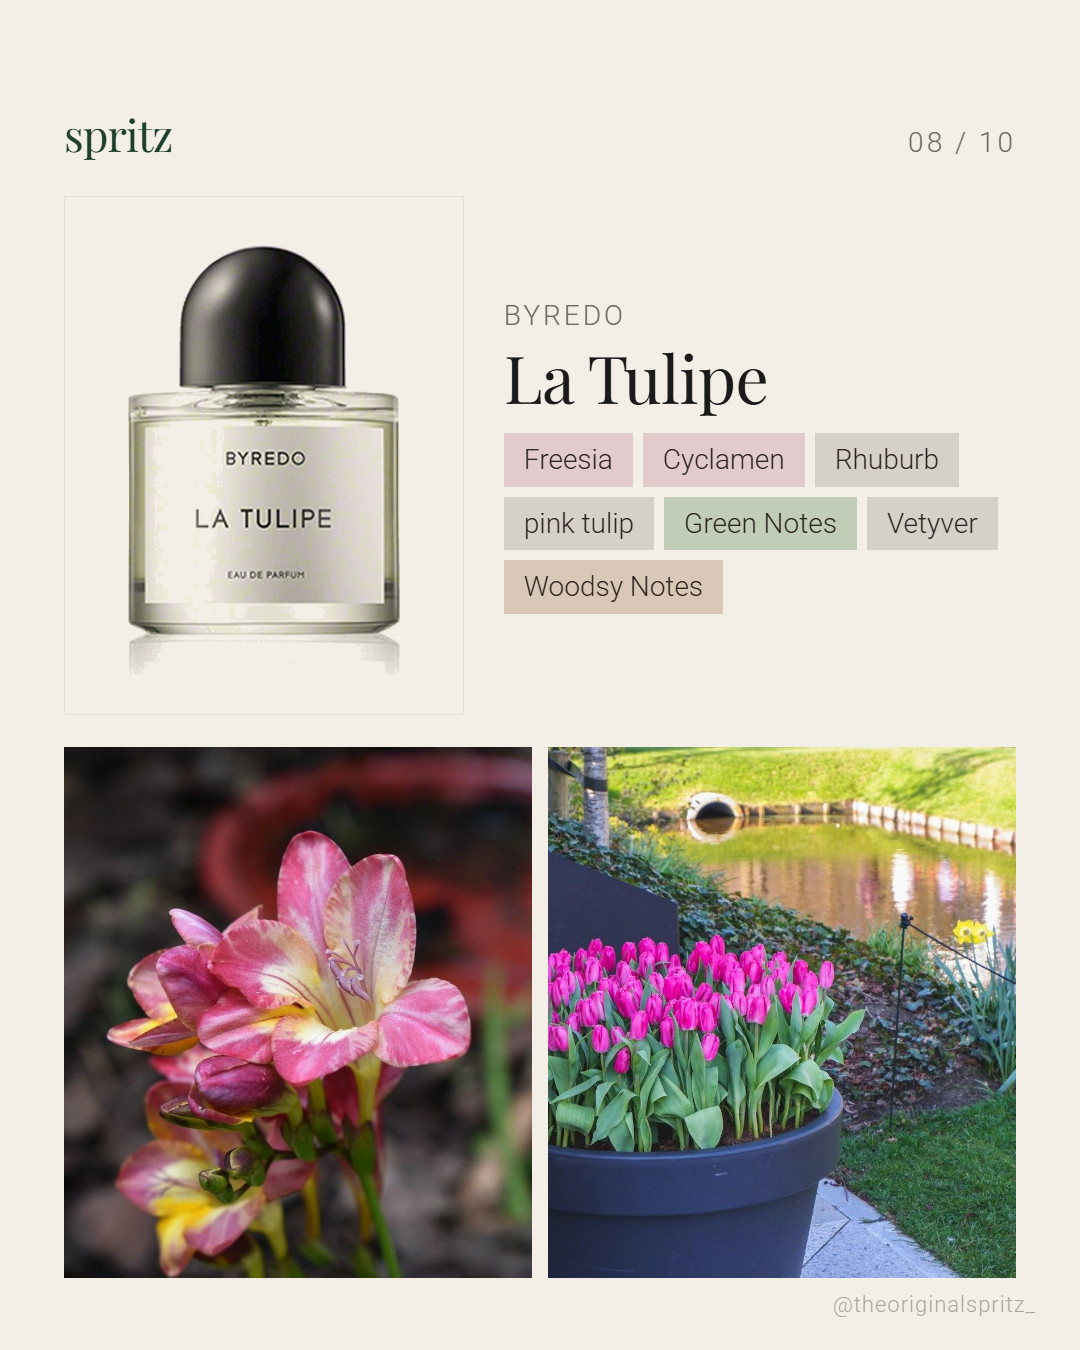 spritz
08 / 10
BYREDO
LA TULIPE
EAU DE PARFUM
BYREDO
La Tulipe
Freesia Cyclamen Rhuburb
pink tulip Green Notes Vetyver
Woodsy Notes
@theoriginalspritz_